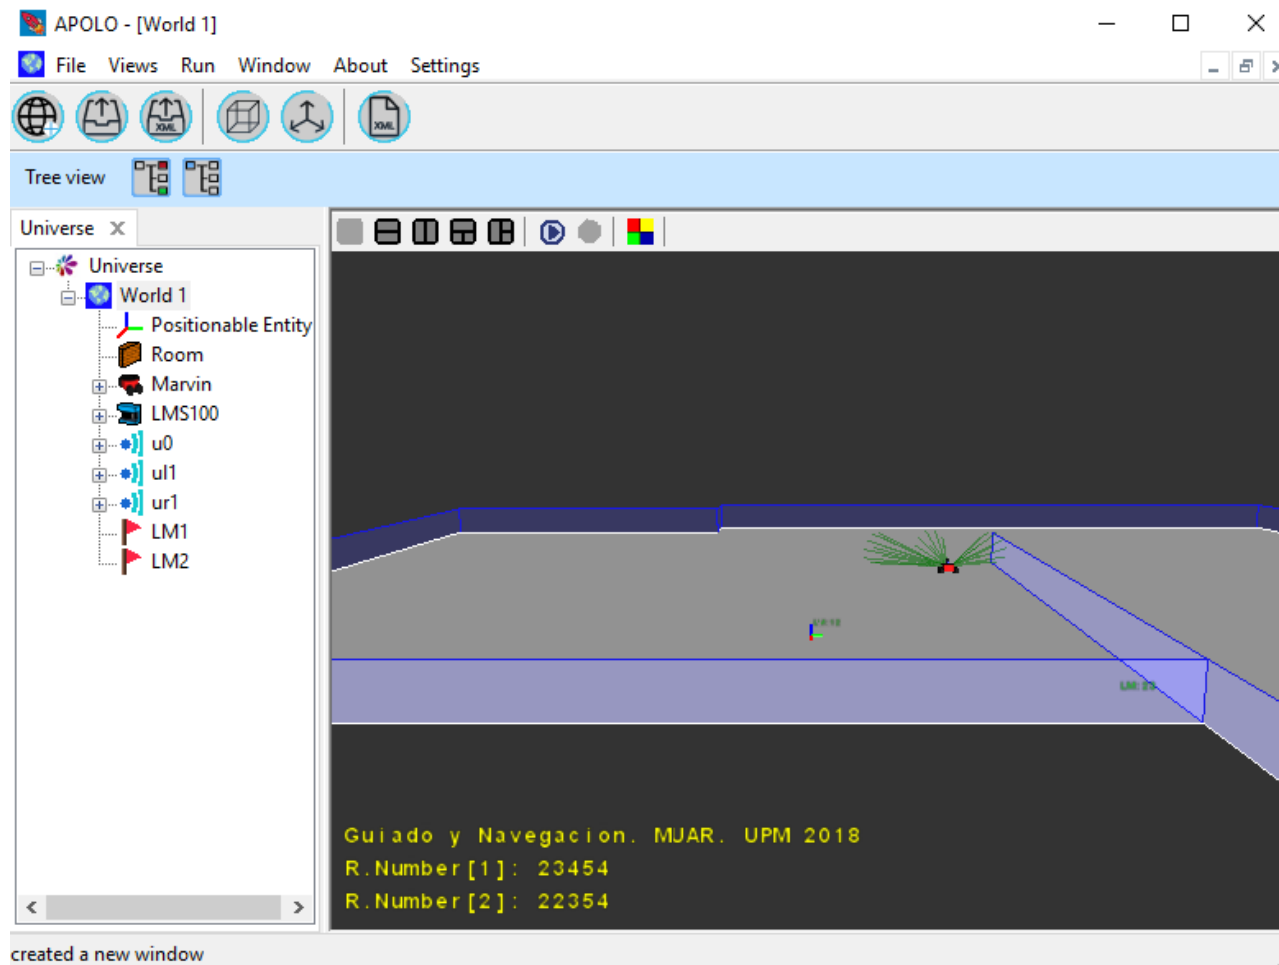 APOLO - [World 1]
File Views Run Window About Settings
XML
XML
Tree view
Universe
Universe
World 1
Positionable Entity
Room
Marvin
LMS100
u0
ul1
ur1
LM1
LM2
Guiado y Navegacion. MUAR. UPM 2018
R.Number[1]: 23454
R.Number[2]: 22354
created a new window